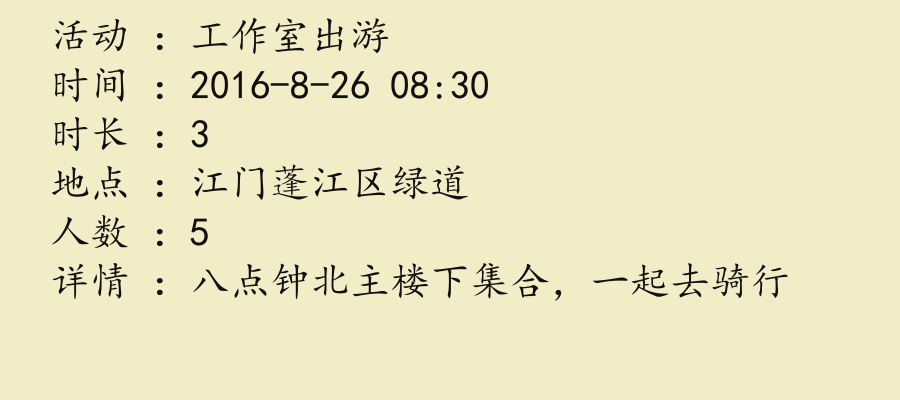 活动 ：工作室出游
时间 ：2016-8-26 08:30
时长 ：3
地点 ：江门蓬江区绿道
人数 ：5
详情 ：八点钟北主楼下集合，一起去骑行